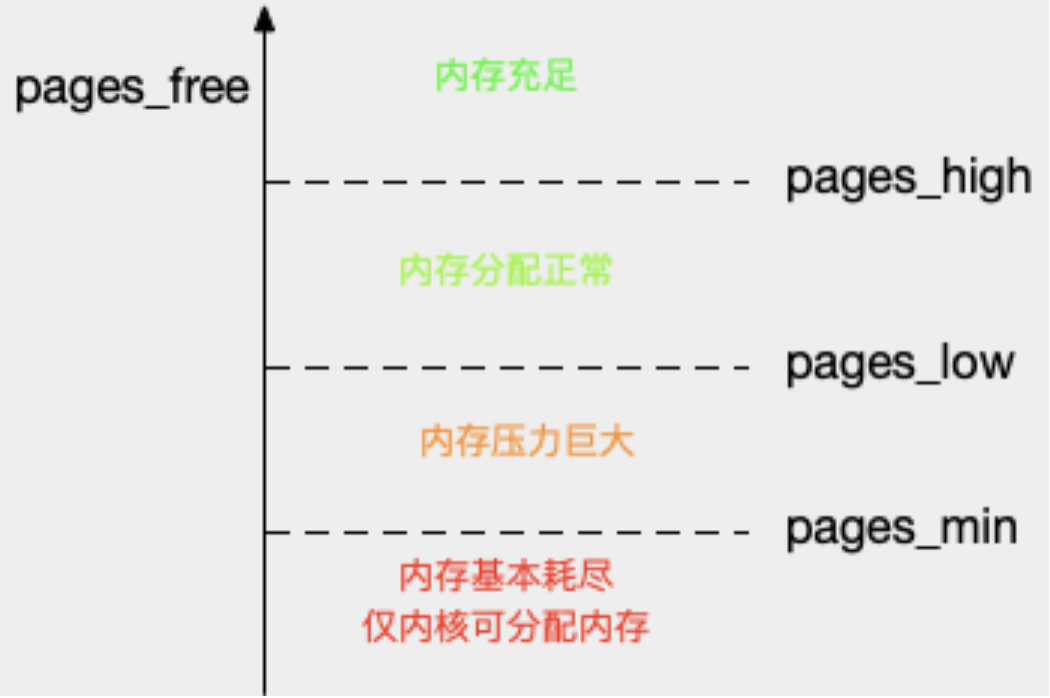 pages_free
内存充足
pages_high
内存分配正常
pages_low
内存压力巨大
pages_min
内存基本耗尽
仅内核可分配内存